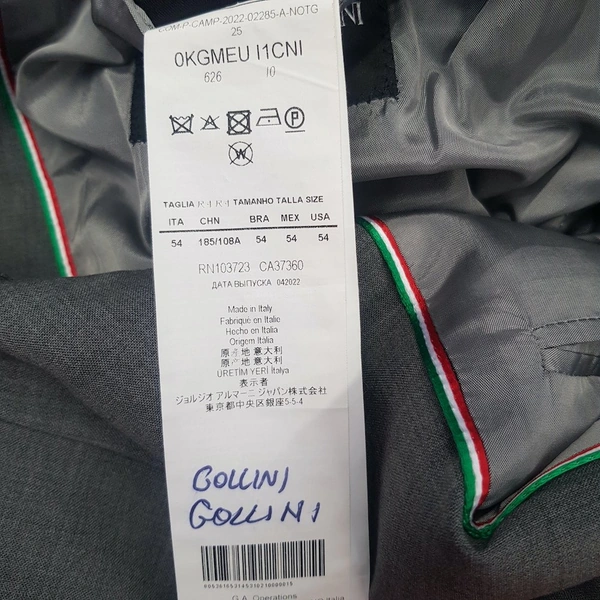 COM.P-CAMP-2022-02285-A-NOTG
25
NI
0KGMEU I1CNI
626 I0
P
W
TAGLIA TAMANHO TALLA SIZE
ITA CHN BRA MEX USA
54 185/108A 54 54 54
RN103723 CA37360
ДАТА ВЫПУСКА 042022
Made in Italy
Fabriqué en Italie
Hecho en Italia
Origem Italia
原产地 意大利
原產地 意大利
ÜRETİM YERİ İtalya
表示者
ジョルジオ アルマーニ ジャパン株式会社
東京都中央区銀座5-5-4
GOLLINI
GOLLINI
G.A. Operations